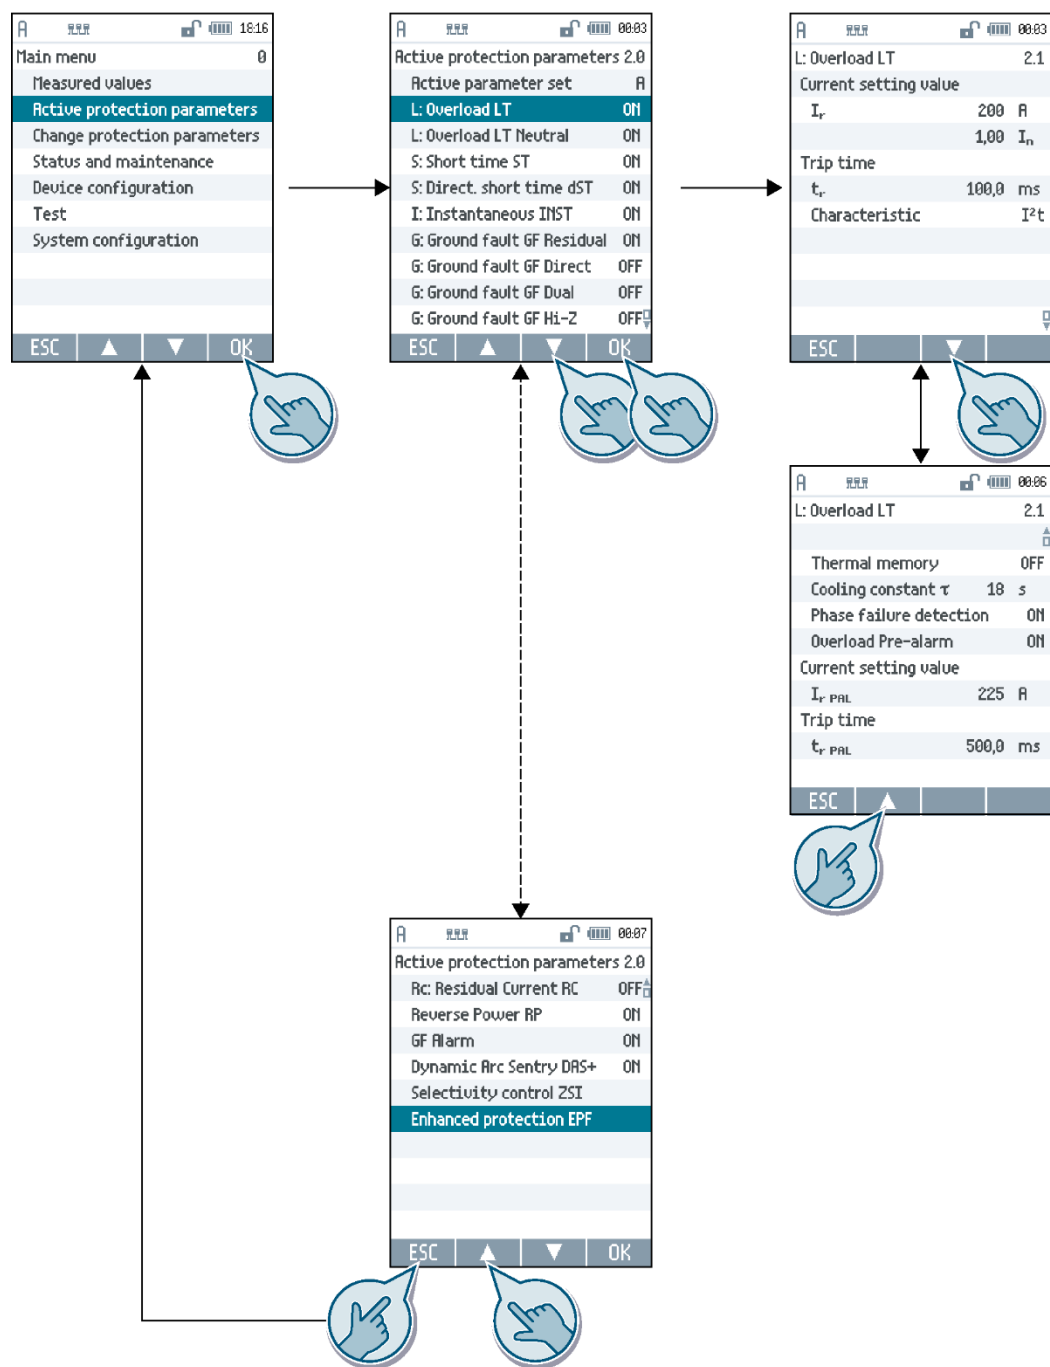 A 18:16
Main menu 0
Measured values
Active protection parameters
Change protection parameters
Status and maintenance
Device configuration
Test
System configuration
ESC ▲ ▼ OK
A 00:03
Active protection parameters 2.0
Active parameter set A
L: Overload LT ON
L: Overload LT Neutral ON
S: Short time ST ON
S: Direct. short time dST ON
I: Instantaneous INST ON
G: Ground fault GF Residual ON
G: Ground fault GF Direct OFF
G: Ground fault GF Dual OFF
G: Ground fault GF Hi-Z OFF
ESC ▲ ▼ OK
A 00:03
L: Overload LT 2.1
Current setting value
Ir 200 A
1,00 In
Trip time
tr 100,0 ms
Characteristic I²t
ESC ▼
A 00:06
L: Overload LT 2.1
Thermal memory OFF
Cooling constant τ 18 s
Phase failure detection ON
Overload Pre-alarm ON
Current setting value
Ir PAL 225 A
Trip time
tr PAL 500,0 ms
ESC ▲
A 00:07
Active protection parameters 2.0
Rc: Residual Current RC OFF
Reverse Power RP ON
GF Alarm ON
Dynamic Arc Sentry DAS+ ON
Selectivity control ZSI
Enhanced protection EPF
ESC ▲ ▼ OK